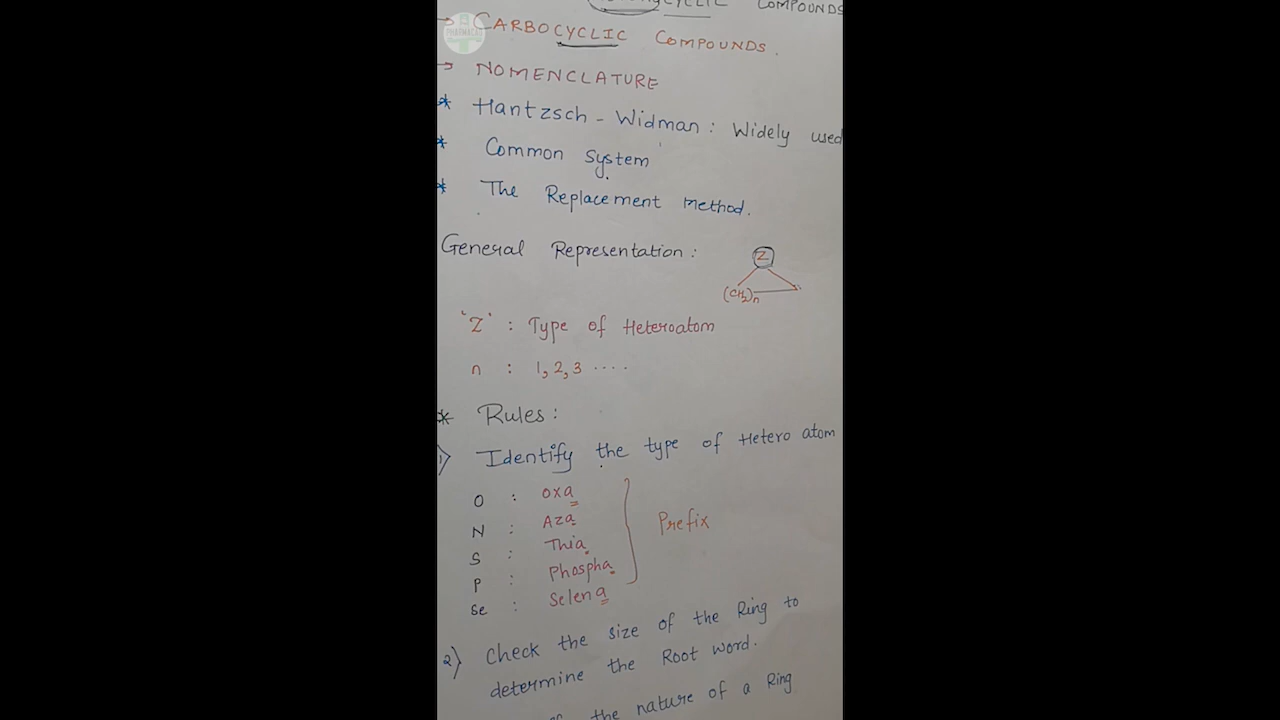 CYCLIC COMPOUNDS
→ CARBOCYCLIC COMPOUNDS.
→ NOMENCLATURE
* Hantzsch - Widman : Widely used
* Common System
* The Replacement Method.
General Representation :
Z
(CH2)n
'Z' : Type of Heteroatom
n : 1, 2, 3 ....
* Rules :
1) Identify the type of Hetero atom
O : oxa
N : Aza
S : Thia
P : Phospha
Se : Selena
Prefix
2) Check the size of the Ring to
determine the Root word.
the nature of a Ring